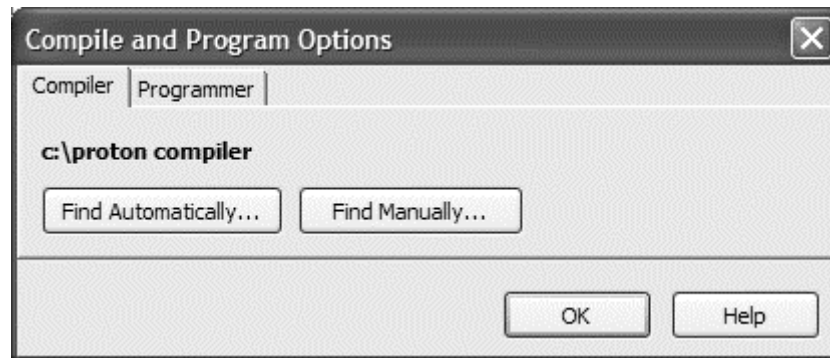 Compile and Program Options
Compiler Programmer
c:\proton compiler
Find Automatically... Find Manually...
OK Help